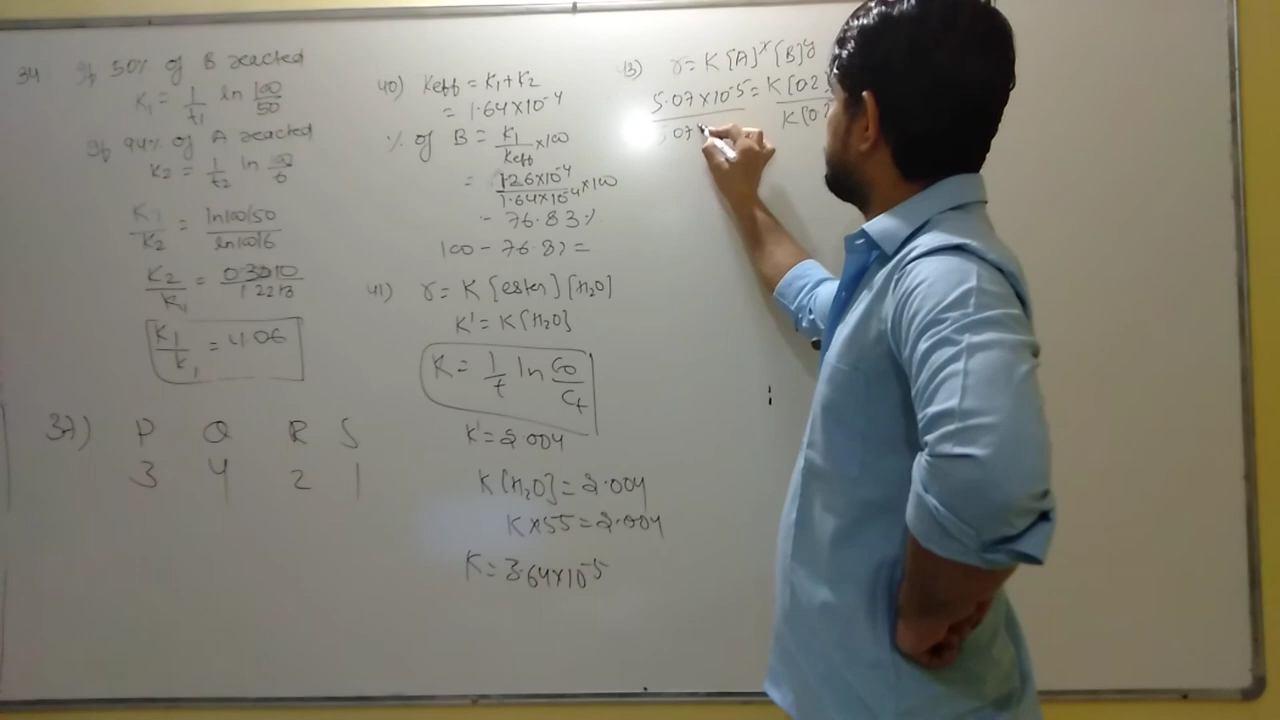 34 If 50% of B reacted
K₁ = 1/t₁ ln 100/50
If 94% of A reacted
K₂ = 1/t₂ ln 100/6
K₁/K₂ = ln100/50 / ln100/6
K₂/K₁ = 0.3010/1.2213
K₁/K₁ = 4.06
37) P Q R S
3 4 2 1
40) Keff = K₁+K₂
= 1.64×10⁻⁴
% of B = K₁/Keff ×100
= 1.26×10⁻⁴/1.64×10⁻⁴ ×100
- 76.83%
100 - 76.83 =
41) r = K [ester] [H₂O]
K' = K[H₂O]
K = 1/t ln C₀/Cₜ
K' = 2.004
K[H₂O] = 2.004
K×55 = 2.004
K = 3.64×10⁻⁵
43) r = K [A]ˣ [B]ʸ
5.07×10⁻⁵ = K[0.2]
07 K[0.2